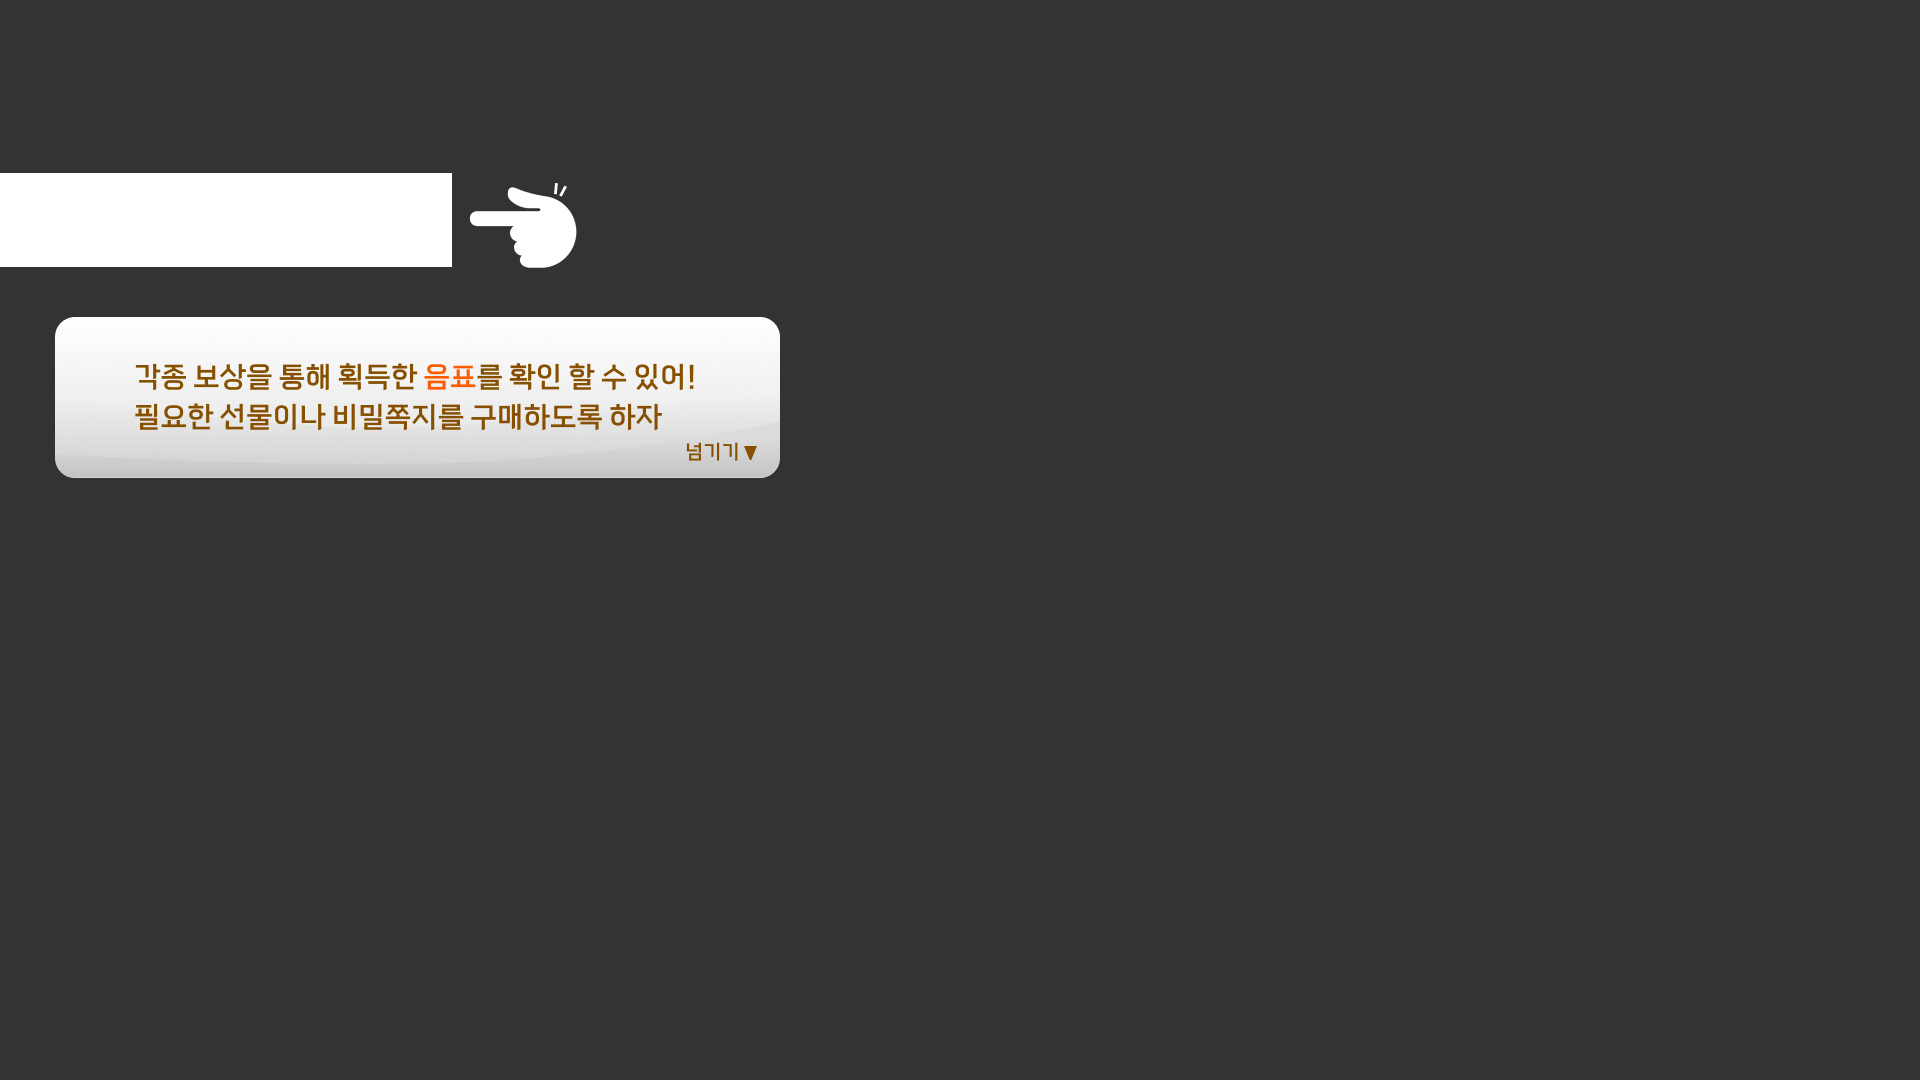 각종 보상을 통해 획득한 음표를 확인 할 수 있어!
필요한 선물이나 비밀쪽지를 구매하도록 하자
넘기기▼